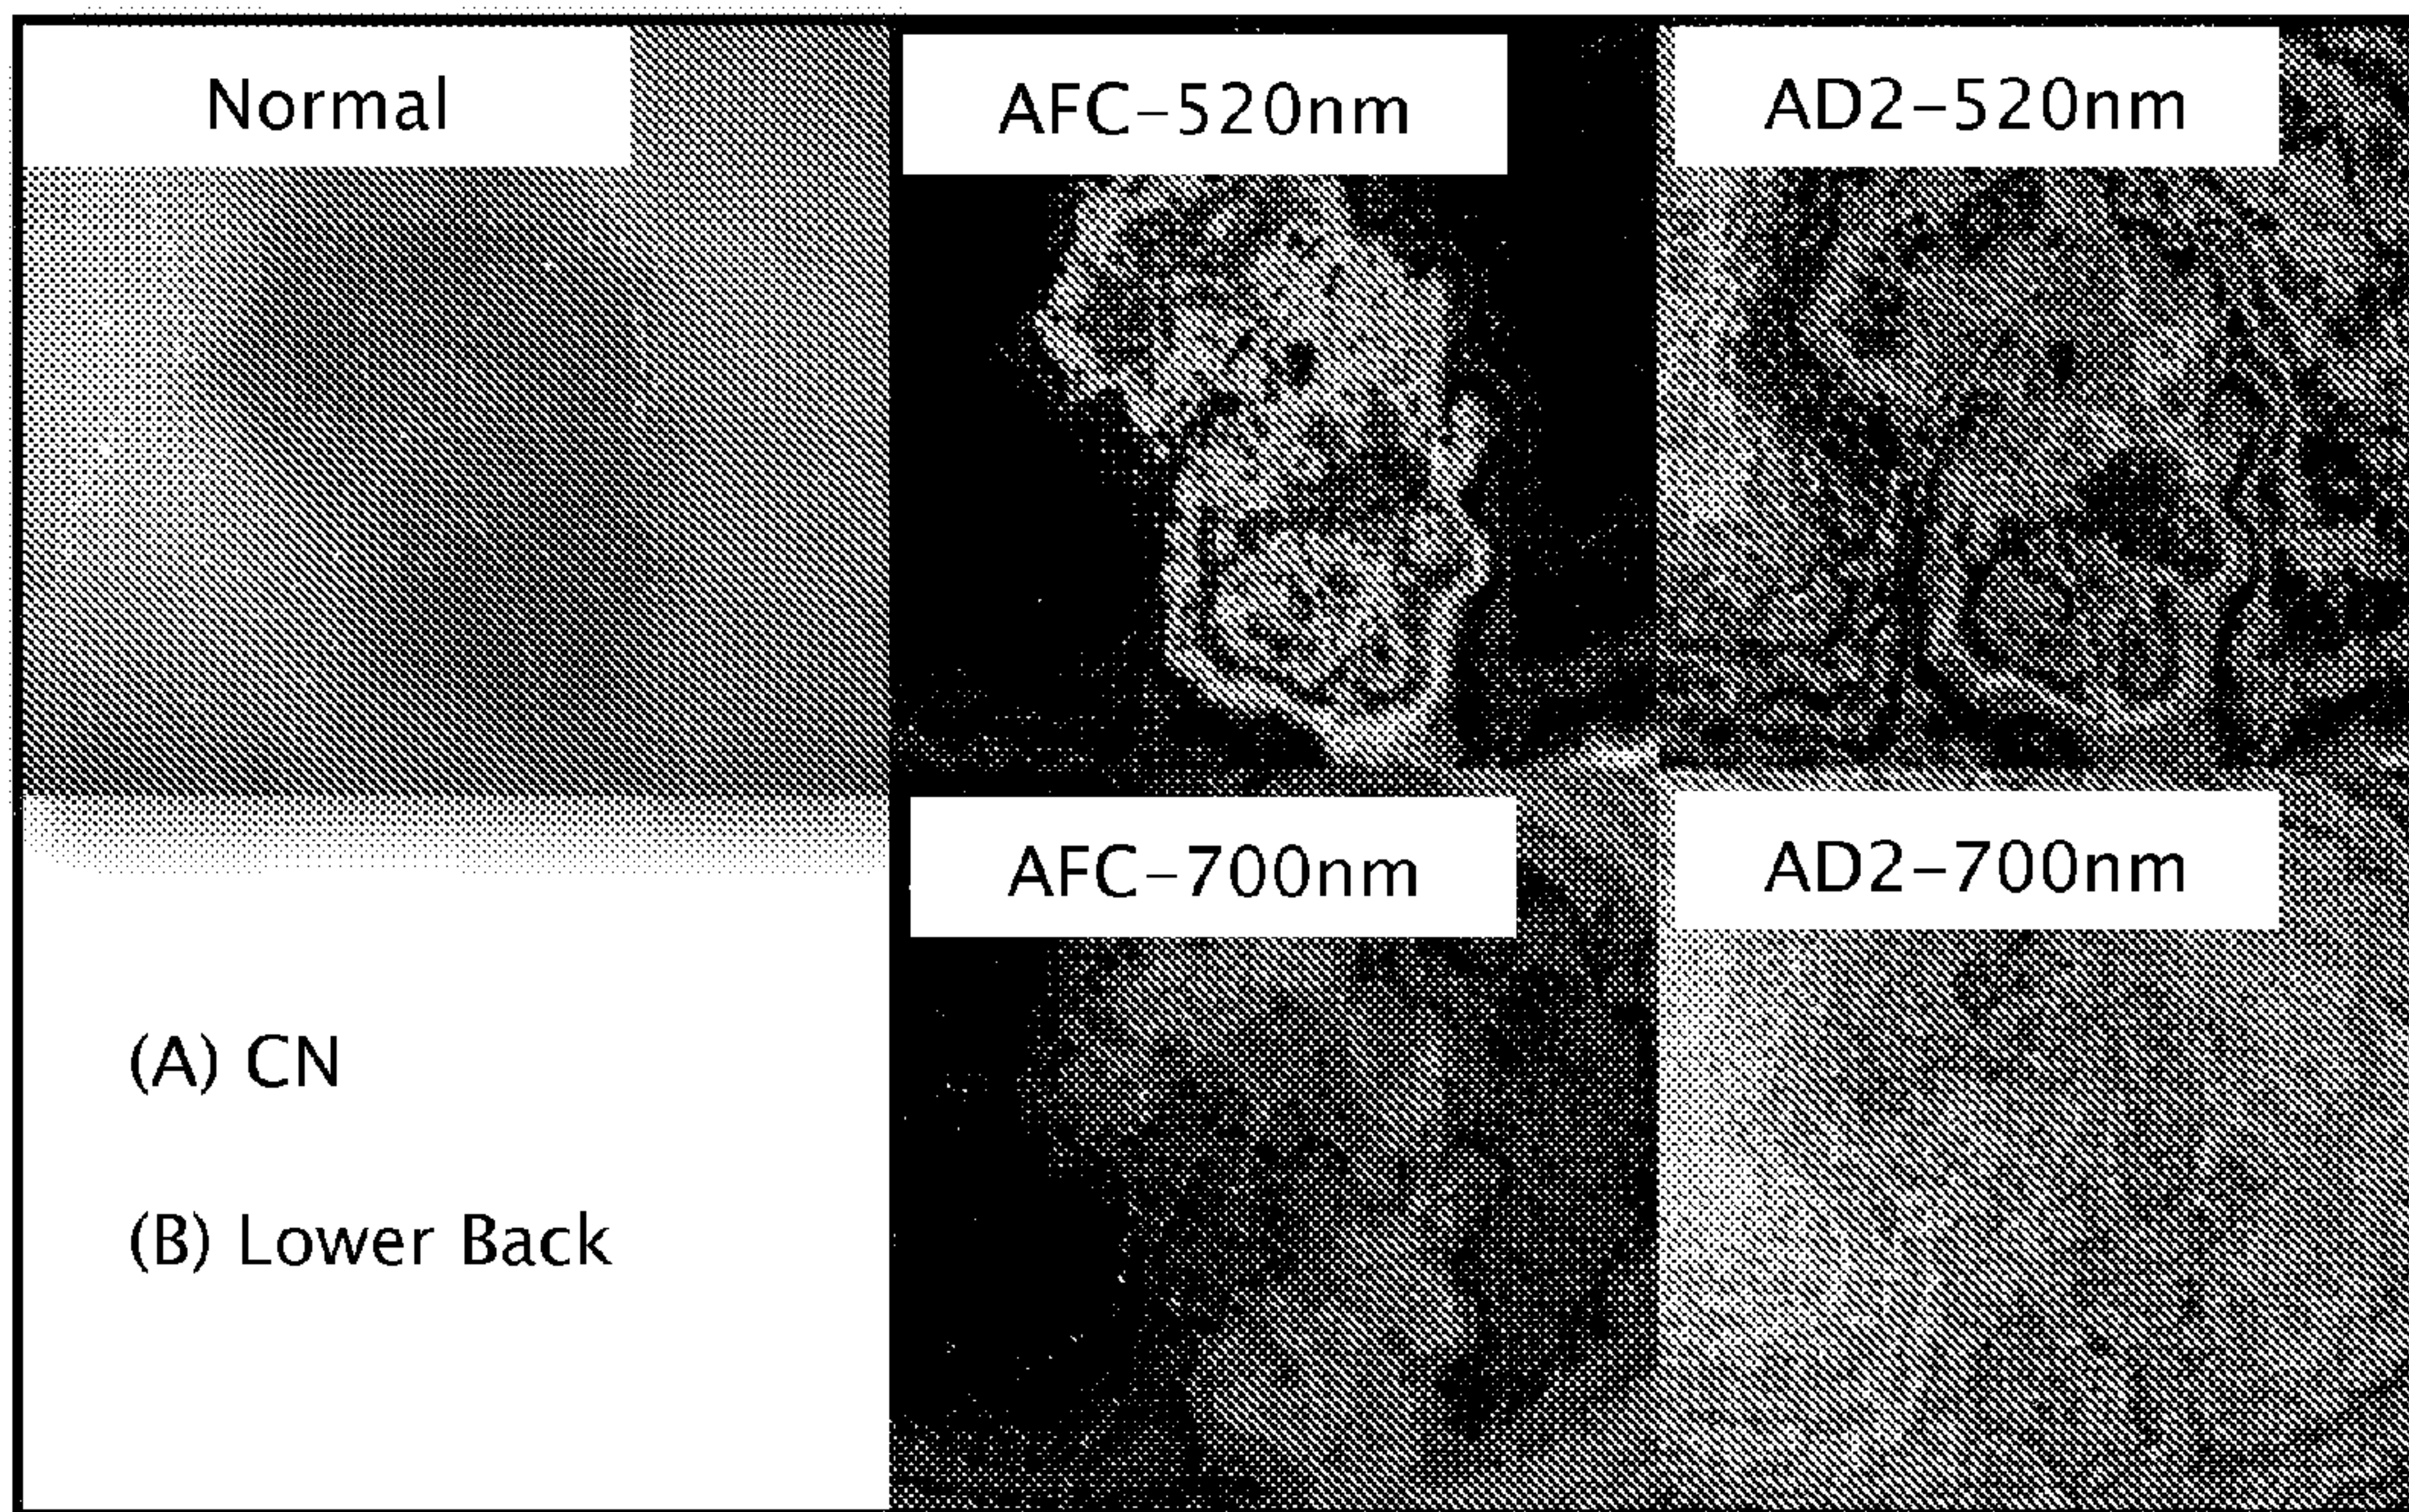 Normal
AFC-520nm
AD2-520nm
AFC-700nm
AD2-700nm
(A) CN
(B) Lower Back